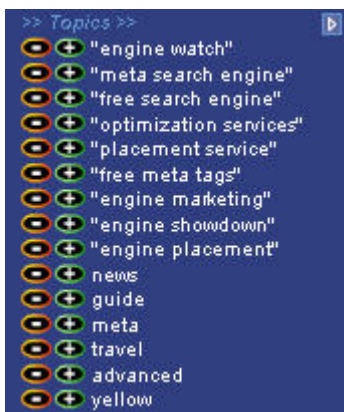 >> Topics >>
"engine watch"
"meta search engine"
"free search engine"
"optimization services"
"placement service"
"free meta tags"
"engine marketing"
"engine showdown"
"engine placement"
news
guide
meta
travel
advanced
yellow